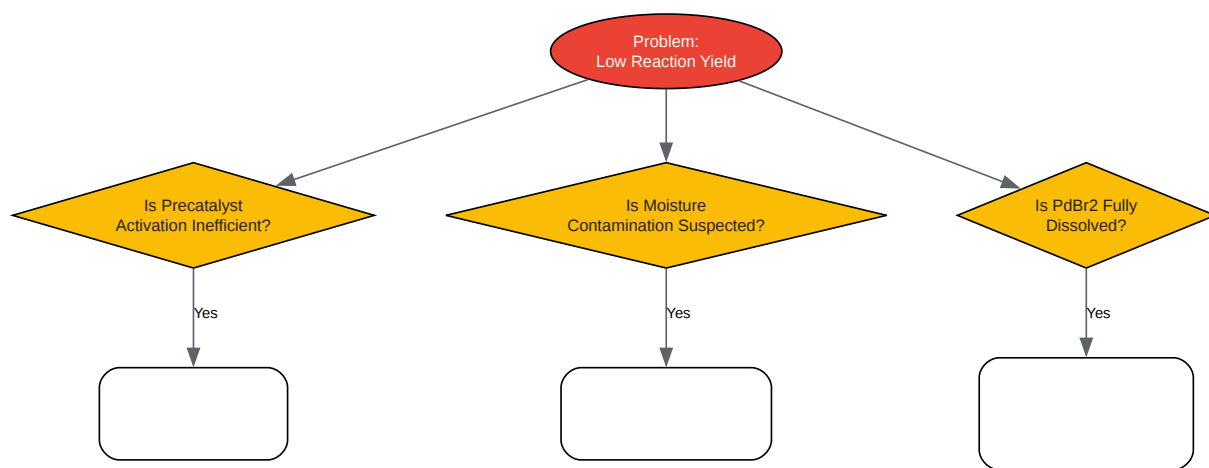 Problem:
Low Reaction Yield
Is Precatalyst
Activation Inefficient?
Is Moisture
Contamination Suspected?
Is PdBr2 Fully
Dissolved?
Yes
Yes
Yes